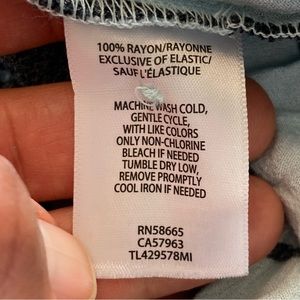 100% RAYON/RAYONNE
EXCLUSIVE OF ELASTIC/
SAUF L'ÉLASTIQUE
MACHINE WASH COLD,
GENTLE CYCLE,
WITH LIKE COLORS
ONLY NON-CHLORINE
BLEACH IF NEEDED
TUMBLE DRY LOW,
REMOVE PROMPTLY
COOL IRON IF NEEDED
RN58665
CA57963
TL429578MI